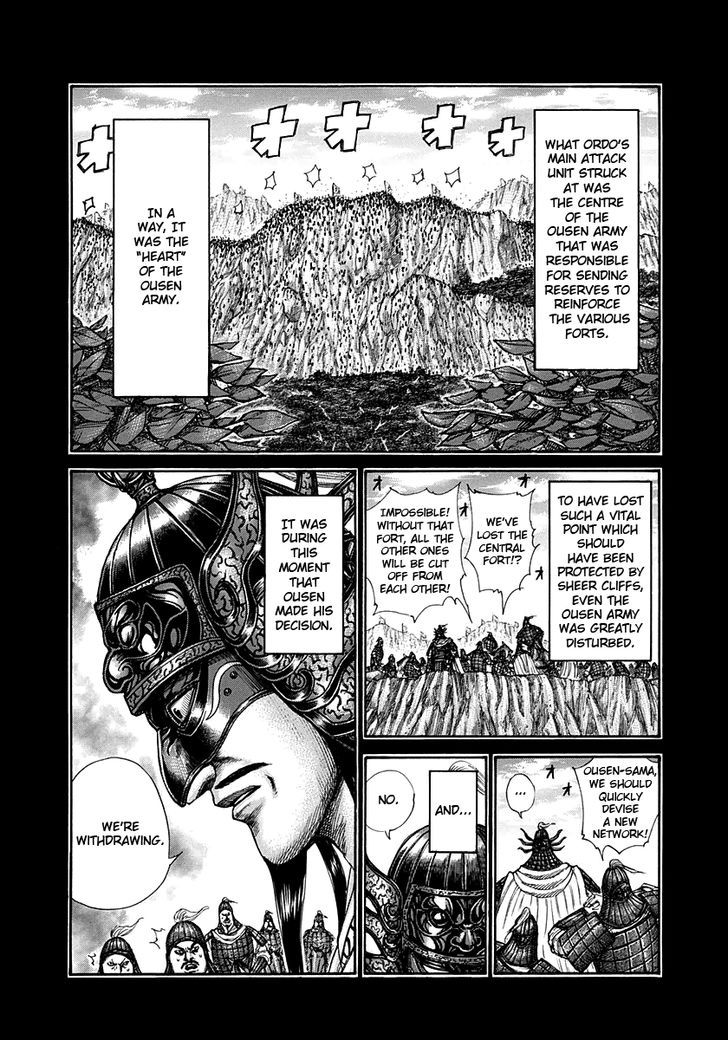 WHAT ORDO'S
MAIN ATTACK
UNIT STRUCK
AT WAS
THE CENTRE
OF THE
OUSEN ARMY
THAT WAS
RESPONSIBLE
FOR SENDING
RESERVES TO
REINFORCE
THE VARIOUS
FORTS.
オ オ オ オ オ
IN A
WAY, IT
WAS THE
"HEART"
OF THE
OUSEN
ARMY.
TO HAVE LOST
SUCH A VITAL
POINT WHICH
SHOULD
HAVE BEEN
PROTECTED BY
SHEER CLIFFS,
EVEN THE
OUSEN ARMY
WAS GREATLY
DISTURBED.
オ
WE'VE
LOST THE
CENTRAL
FORT!?
オ
IMPOSSIBLE!
WITHOUT THAT
FORT, ALL THE
OTHER ONES
WILL BE CUT
OFF FROM
EACH OTHER!
オ
OUSEN-SAMA,
WE SHOULD
QUICKLY
DEVISE
A NEW
NETWORK!
オ
...
AND...
NO.
IT WAS
DURING
THIS
MOMENT
THAT
OUSEN
MADE HIS
DECISION.
WE'RE
WITHDRAWING.